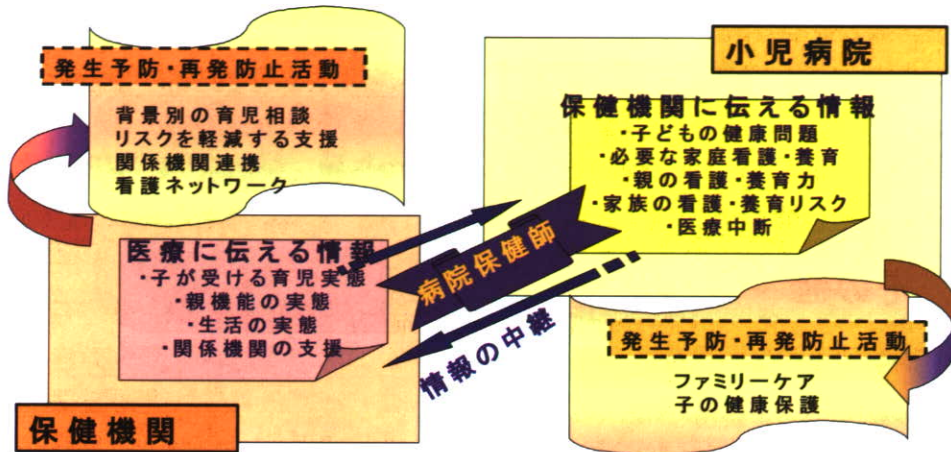 発生予防・再発防止活動
背景別の育児相談
リスクを軽減する支援
関係機関連携
看護ネットワーク
医療に伝える情報
・子が受ける育児実態
・親機能の実態
・生活の実態
・関係機関の支援
保健機関
病院保健師
情報の中継
小児病院
保健機関に伝える情報
・子どもの健康問題
・必要な家庭看護・養育
・親の看護・養育力
・家族の看護・養育リスク
・医療中断
発生予防・再発防止活動
ファミリーケア
子の健康保護